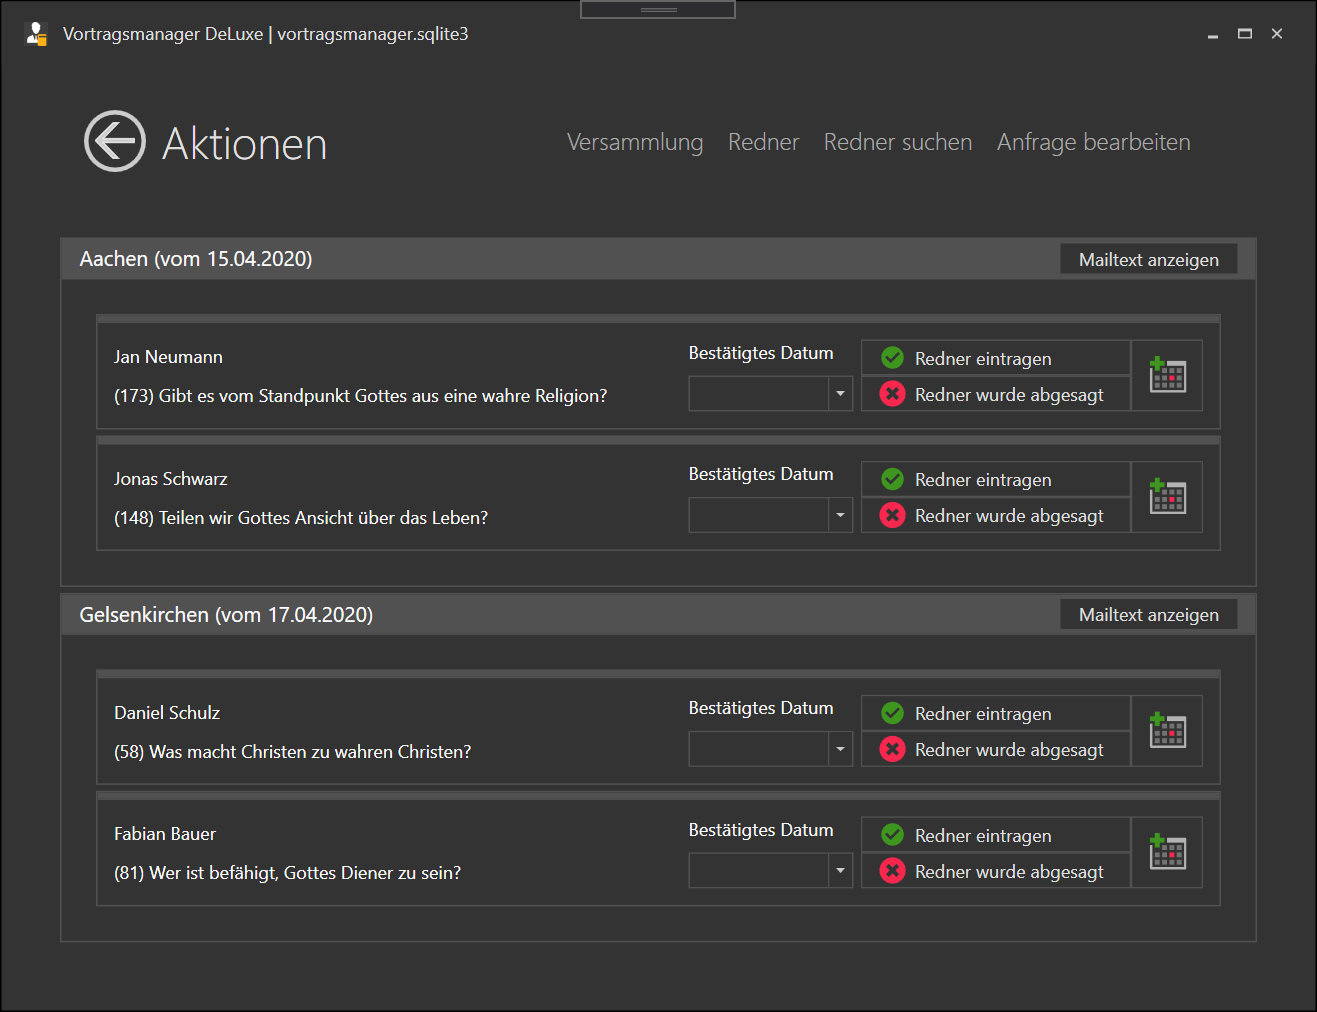 Vortragsmanager DeLuxe | vortragsmanager.sqlite3
Aktionen
Versammlung Redner Redner suchen Anfrage bearbeiten
Aachen (vom 15.04.2020) Mailtext anzeigen
Jan Neumann
(173) Gibt es vom Standpunkt Gottes aus eine wahre Religion?
Bestätigtes Datum
Redner eintragen
Redner wurde abgesagt
Jonas Schwarz
(148) Teilen wir Gottes Ansicht über das Leben?
Bestätigtes Datum
Redner eintragen
Redner wurde abgesagt
Gelsenkirchen (vom 17.04.2020) Mailtext anzeigen
Daniel Schulz
(58) Was macht Christen zu wahren Christen?
Bestätigtes Datum
Redner eintragen
Redner wurde abgesagt
Fabian Bauer
(81) Wer ist befähigt, Gottes Diener zu sein?
Bestätigtes Datum
Redner eintragen
Redner wurde abgesagt